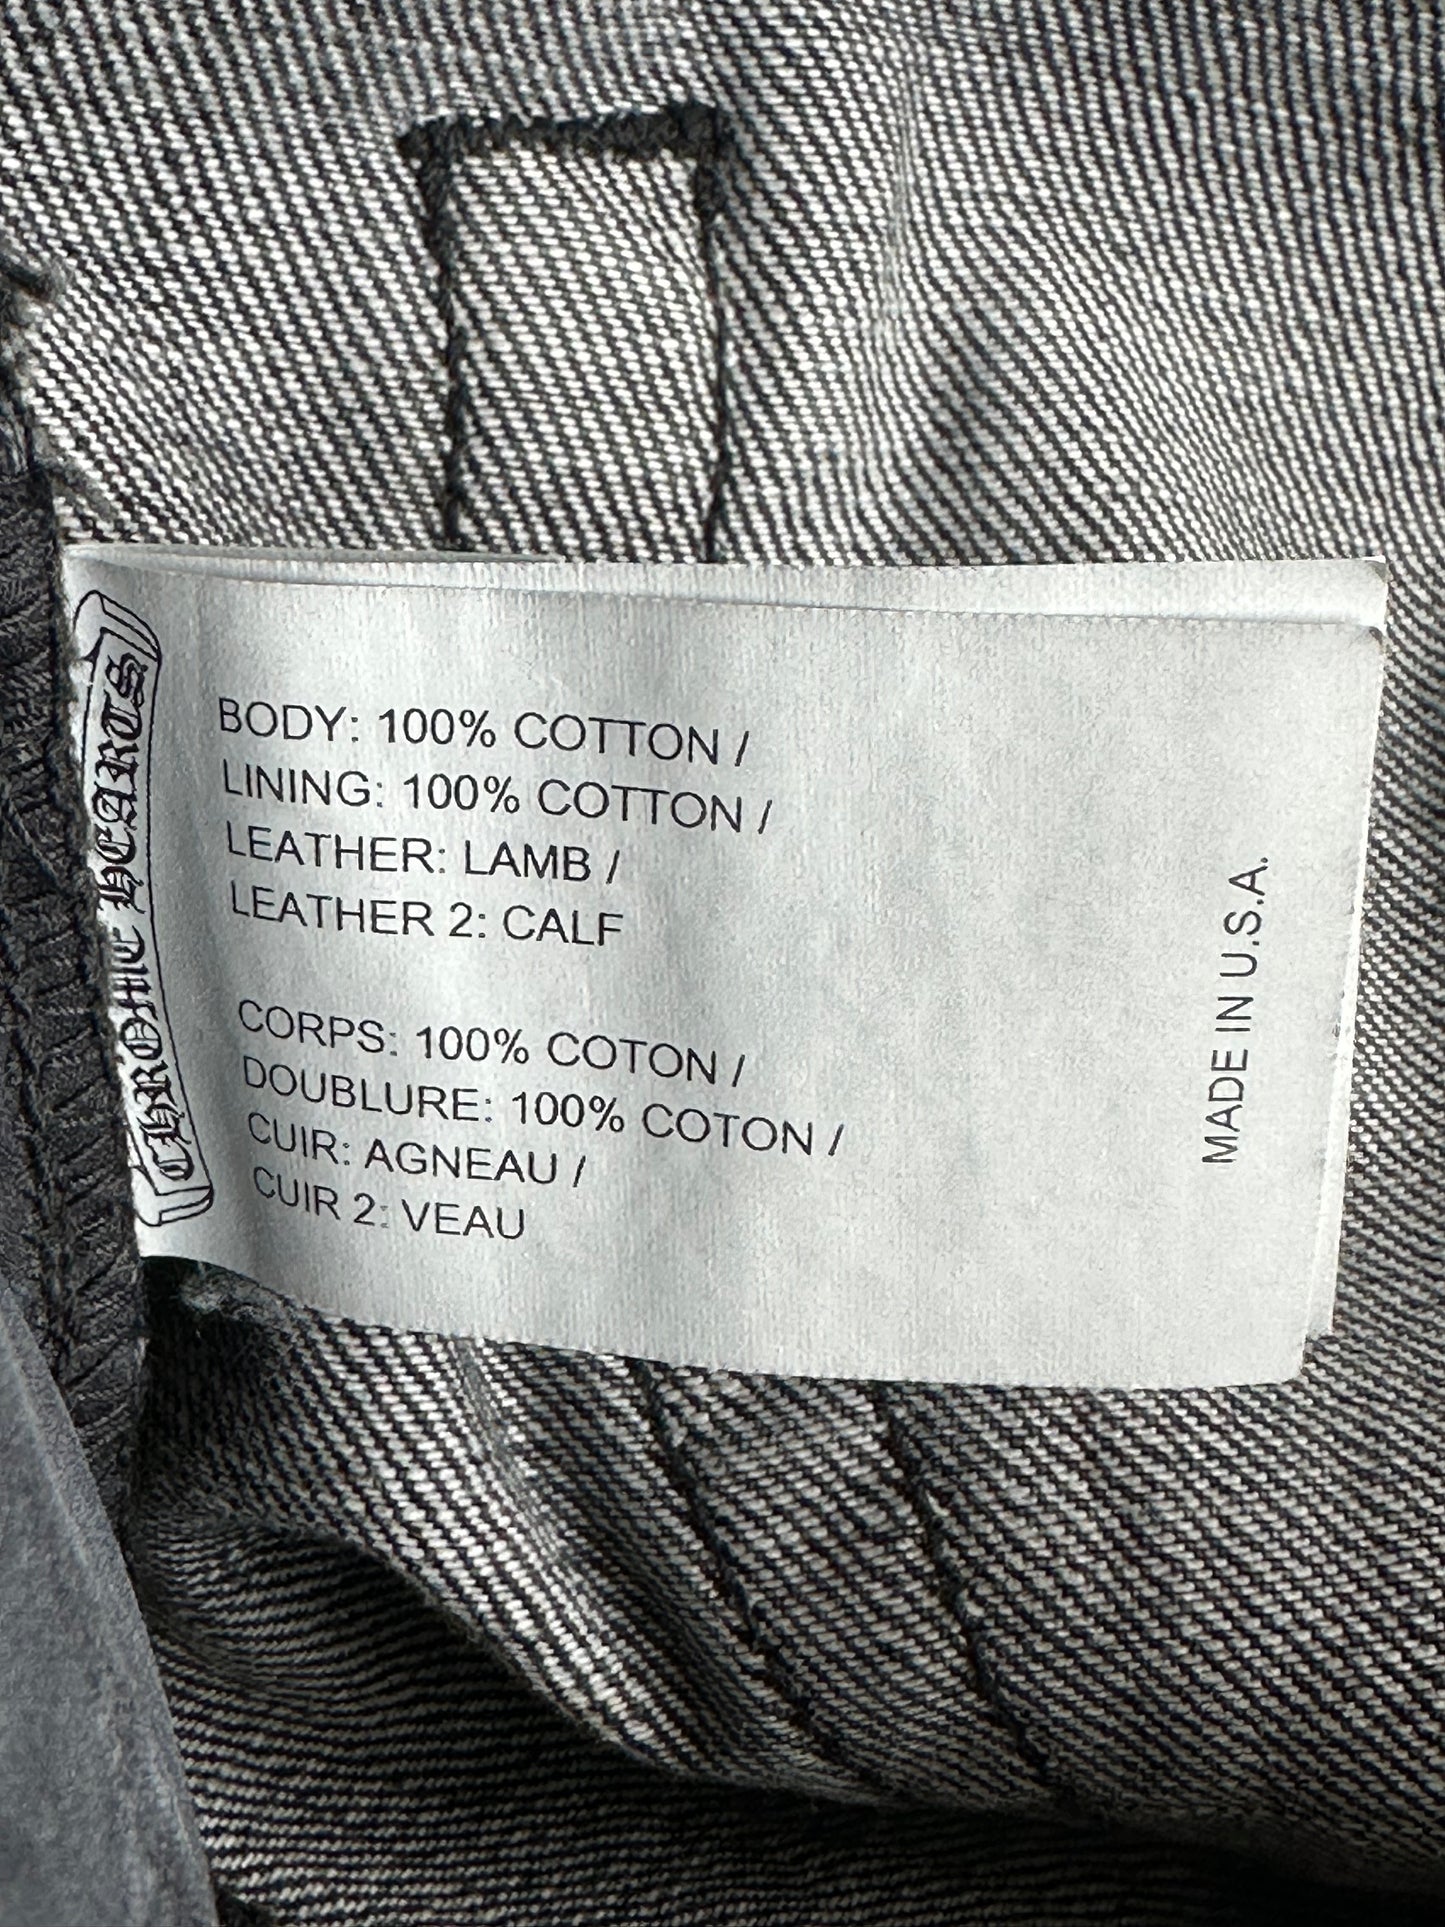 CHROME HEARTS
BODY: 100% COTTON /
LINING: 100% COTTON /
LEATHER: LAMB /
LEATHER 2: CALF
CORPS: 100% COTON /
DOUBLURE: 100% COTON /
CUIR: AGNEAU /
CUIR 2: VEAU
MADE IN U.S.A.